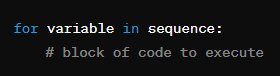 for variable in sequence:
    # block of code to execute